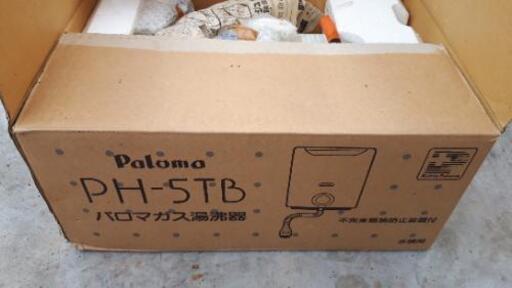 Paloma
PH-5TB
パロマガス湯沸器
不完全燃焼防止装置付